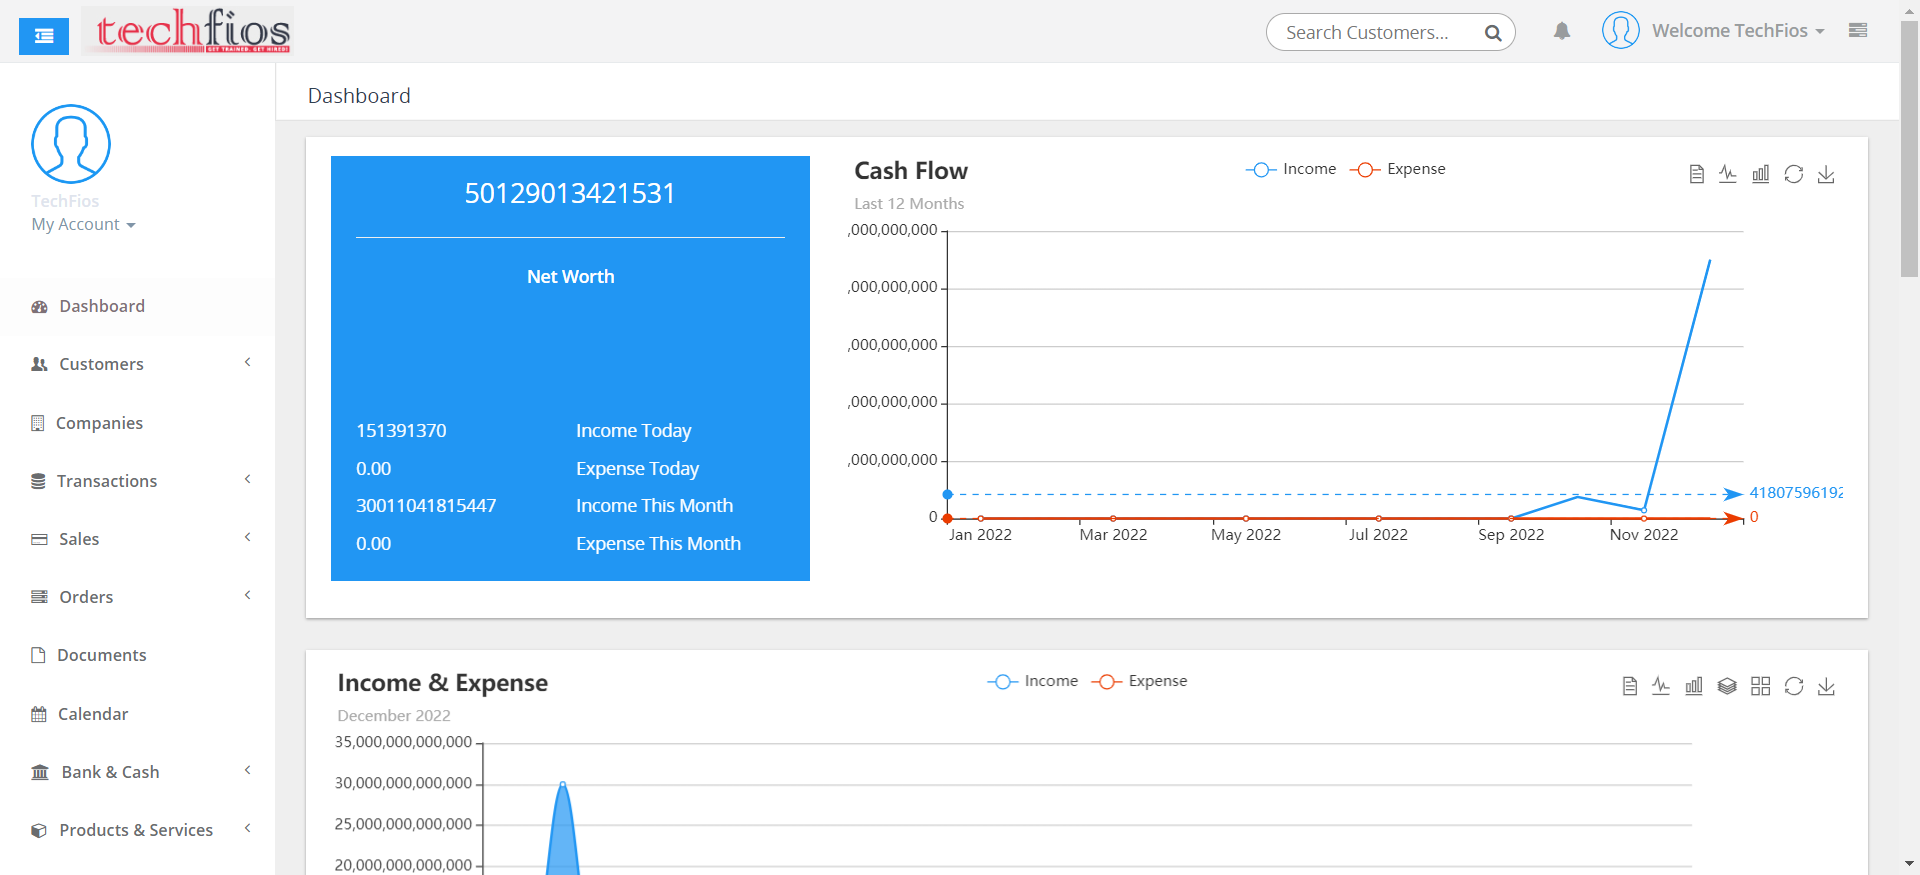 techfios
GET TRAINED. GET HIRED!
Search Customers...
Welcome TechFios
TechFios
My Account
Dashboard
Customers
Companies
Transactions
Sales
Orders
Documents
Calendar
Bank & Cash
Products & Services
Dashboard
50129013421531
Net Worth
151391370 Income Today
0.00 Expense Today
30011041815447 Income This Month
0.00 Expense This Month
Cash Flow
Last 12 Months
Income Expense
,000,000,000
,000,000,000
,000,000,000
,000,000,000
,000,000,000
41807596192
0 0
Jan 2022 Mar 2022 May 2022 Jul 2022 Sep 2022 Nov 2022
Income & Expense
December 2022
Income Expense
35,000,000,000,000
30,000,000,000,000
25,000,000,000,000
20,000,000,000,000